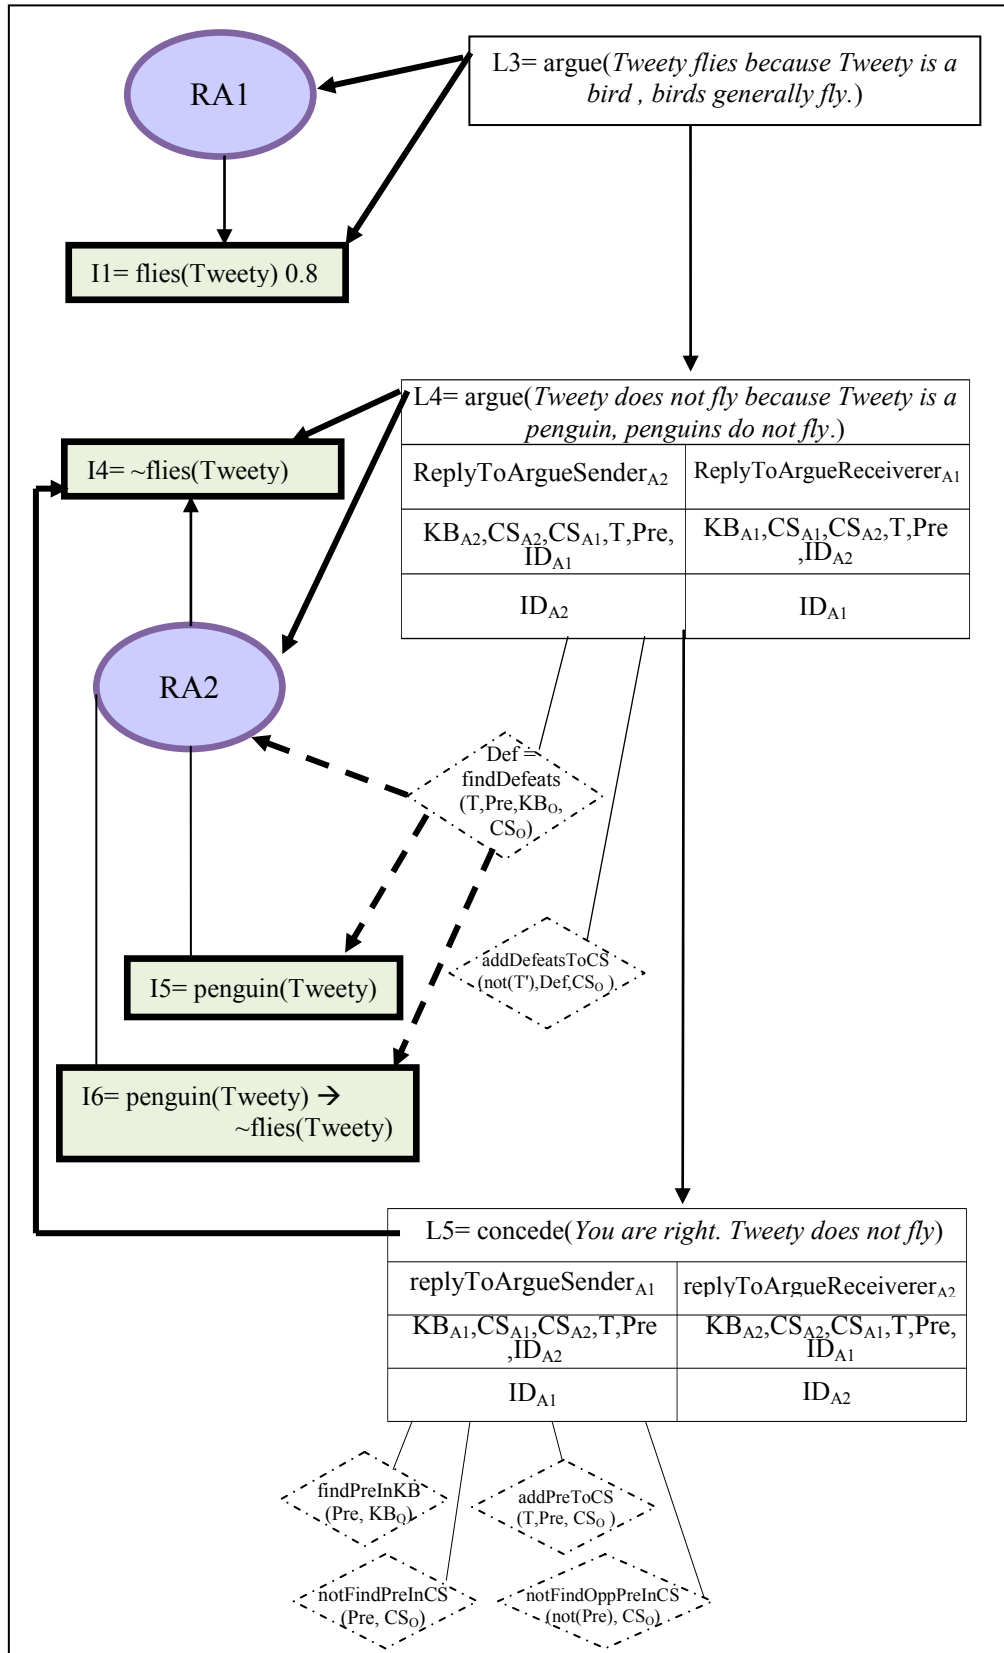 RA1
L3= argue(Tweety flies because Tweety is a
bird , birds generally fly.)
I1= flies(Tweety) 0.8
L4= argue(Tweety does not fly because Tweety is a
penguin, penguins do not fly.)
I4= ~flies(Tweety)
ReplyToArgueSenderA2
ReplyToArgueReceivererA1
KBA2,CSA2,CSA1,T,Pre,
IDA1
KBA1,CSA1,CSA2,T,Pre
,IDA2
IDA2
IDA1
RA2
Def =
findDefeats
(T,Pre,KBO,
CSO)
addDefeatsToCS
(not(T'),Def,CSO )
I5= penguin(Tweety)
I6= penguin(Tweety) →
~flies(Tweety)
L5= concede(You are right. Tweety does not fly)
replyToArgueSenderA1
replyToArgueReceivererA2
KBA1,CSA1,CSA2,T,Pre
,IDA2
KBA2,CSA2,CSA1,T,Pre,
IDA1
IDA1
IDA2
findPreInKB
(Pre, KBO)
addPreToCS
(T,Pre, CSO )
notFindPreInCS
(Pre, CSO)
notFindOppPreInCS
(not(Pre), CSO)